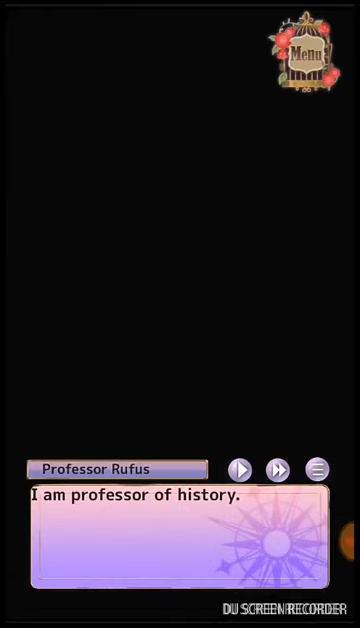 Menu
Professor Rufus
I am professor of history.
DU SCREEN RECORDER